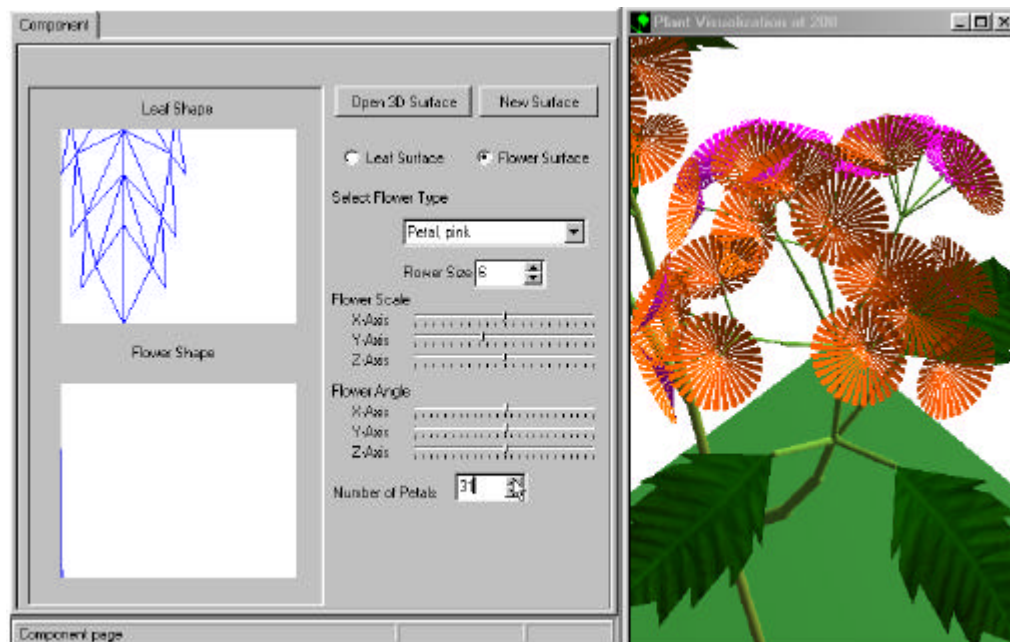 Component
Leaf Shape
Flower Shape
Open 3D Surface
New Surface
Leaf Surface
Flower Surface
Select Flower Type
Petal, pink
Flower Size 6
Flower Scale
X-Axis
Y-Axis
Z-Axis
Flower Angle
X-Axis
Y-Axis
Z-Axis
Number of Petals 31
Component page
Plant Visualization at 200